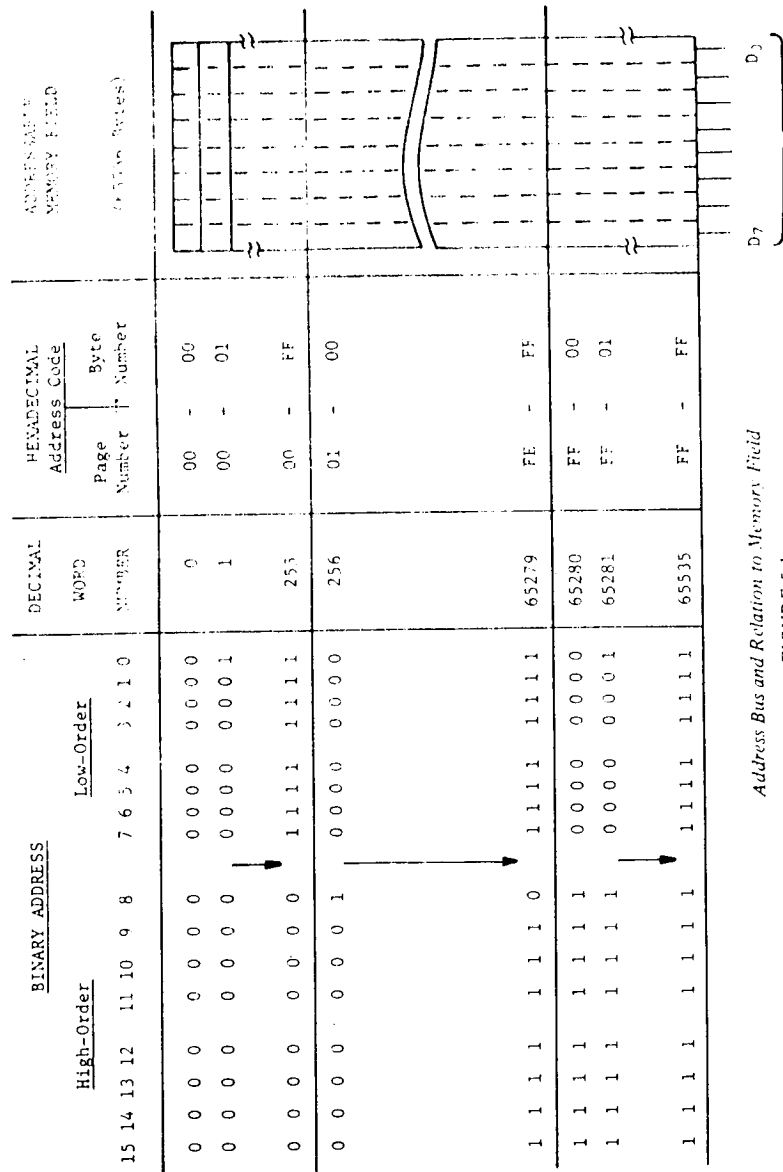 BINARY ADDRESS DECIMAL HEXADECIMAL ADDRESSABLE
High-Order Low-Order WORD Address Code MEMORY FIELD
Page Byte
15 14 13 12 11 10 9 8 7 6 5 4 3 2 1 0 NUMBER Number Number
0 0 0 0 0 0 0 0 0 0 0 0 0 0 0 0 0 00 - 00
0 0 0 0 0 0 0 0 0 0 0 0 0 0 0 1 1 00 - 01
0 0 0 0 0 0 0 0 1 1 1 1 1 1 1 1 255 00 - FF
0 0 0 0 0 0 0 1 0 0 0 0 0 0 0 0 256 01 - 00
1 1 1 1 1 1 1 0 1 1 1 1 1 1 1 1 65279 FE - FF
1 1 1 1 1 1 1 1 0 0 0 0 0 0 0 0 65280 FF - 00
1 1 1 1 1 1 1 1 0 0 0 0 0 0 0 1 65281 FF - 01
1 1 1 1 1 1 1 1 1 1 1 1 1 1 1 1 65535 FF - FF
D7 D0
Address Bus and Relation to Memory Field